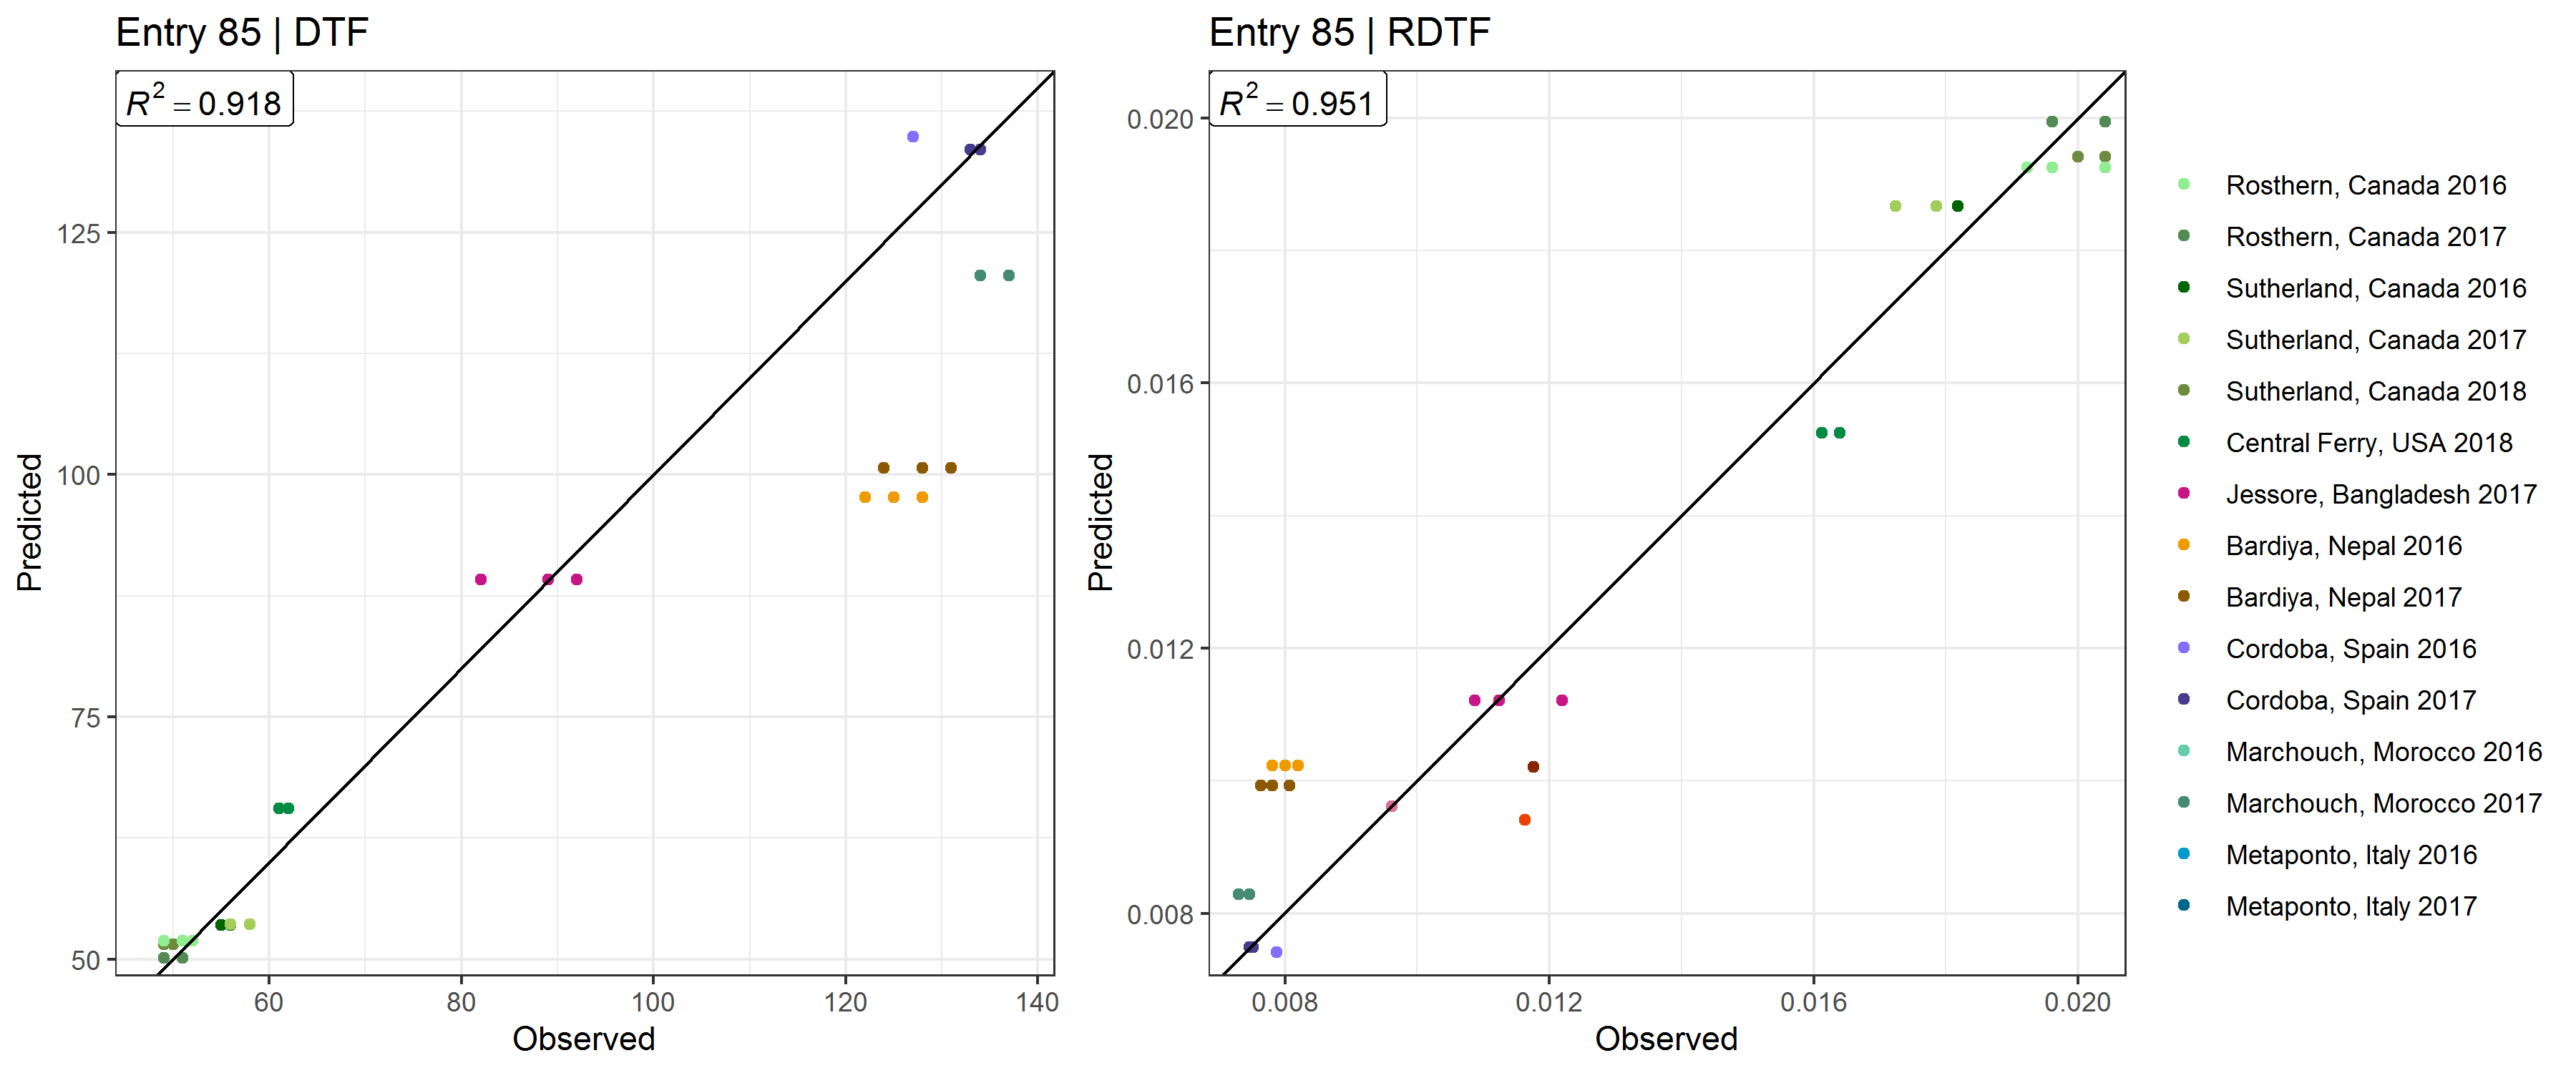 Entry 85 | DTF
R² = 0.918
125
100
75
50
60 80 100 120 140
Observed
Predicted
Entry 85 | RDTF
R² = 0.951
0.020
0.016
0.012
0.008
0.008 0.012 0.016 0.020
Observed
Predicted
Rosthern, Canada 2016
Rosthern, Canada 2017
Sutherland, Canada 2016
Sutherland, Canada 2017
Sutherland, Canada 2018
Central Ferry, USA 2018
Jessore, Bangladesh 2017
Bardiya, Nepal 2016
Bardiya, Nepal 2017
Cordoba, Spain 2016
Cordoba, Spain 2017
Marchouch, Morocco 2016
Marchouch, Morocco 2017
Metaponto, Italy 2016
Metaponto, Italy 2017